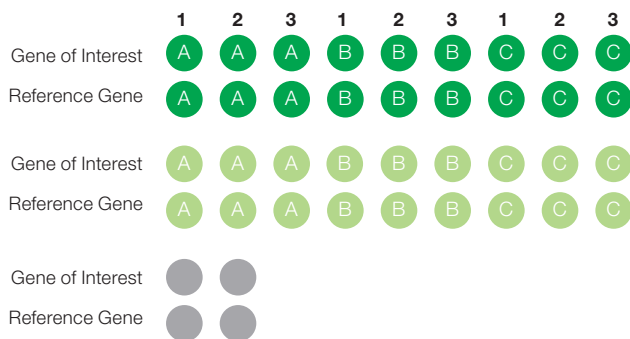 1 2 3 1 2 3 1 2 3
Gene of Interest A A A B B B C C C
Reference Gene A A A B B B C C C
Gene of Interest A A A B B B C C C
Reference Gene A A A B B B C C C
Gene of Interest
Reference Gene